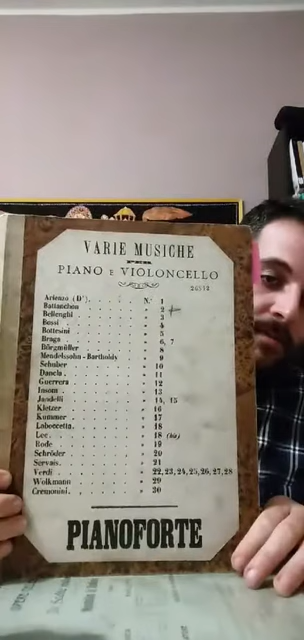 VARIE MUSICHE
PER
PIANO E VIOLONCELLO
26512
Arienzo (D'). . . . . N.° 1
Battanchon . . . . . » 2
Bellenghi . . . . . » 3
Bossi . . . . . » 4
Bottesini . . . . . » 5
Braga . . . . . » 6, 7
Börgmüller . . . . . » 8
Mendelssohn-Bartholdy » 9
Schuber . . . . . » 10
Dancla . . . . . » 11
Guerrera . . . . . » 12
Insom . . . . . » 13
Jandelli . . . . . » 14, 15
Kletzer . . . . . » 16
Kummer . . . . . » 17
Laboccetta . . . . . » 18
Lee . . . . . » 18 (bis)
Rode . . . . . » 19
Schröder . . . . . » 20
Servais . . . . . » 21
Verdi . . . . . » 22, 23, 24, 25, 26, 27, 28
Wolkmann . . . . . » 29
Cremonini . . . . . » 30
PIANOFORTE